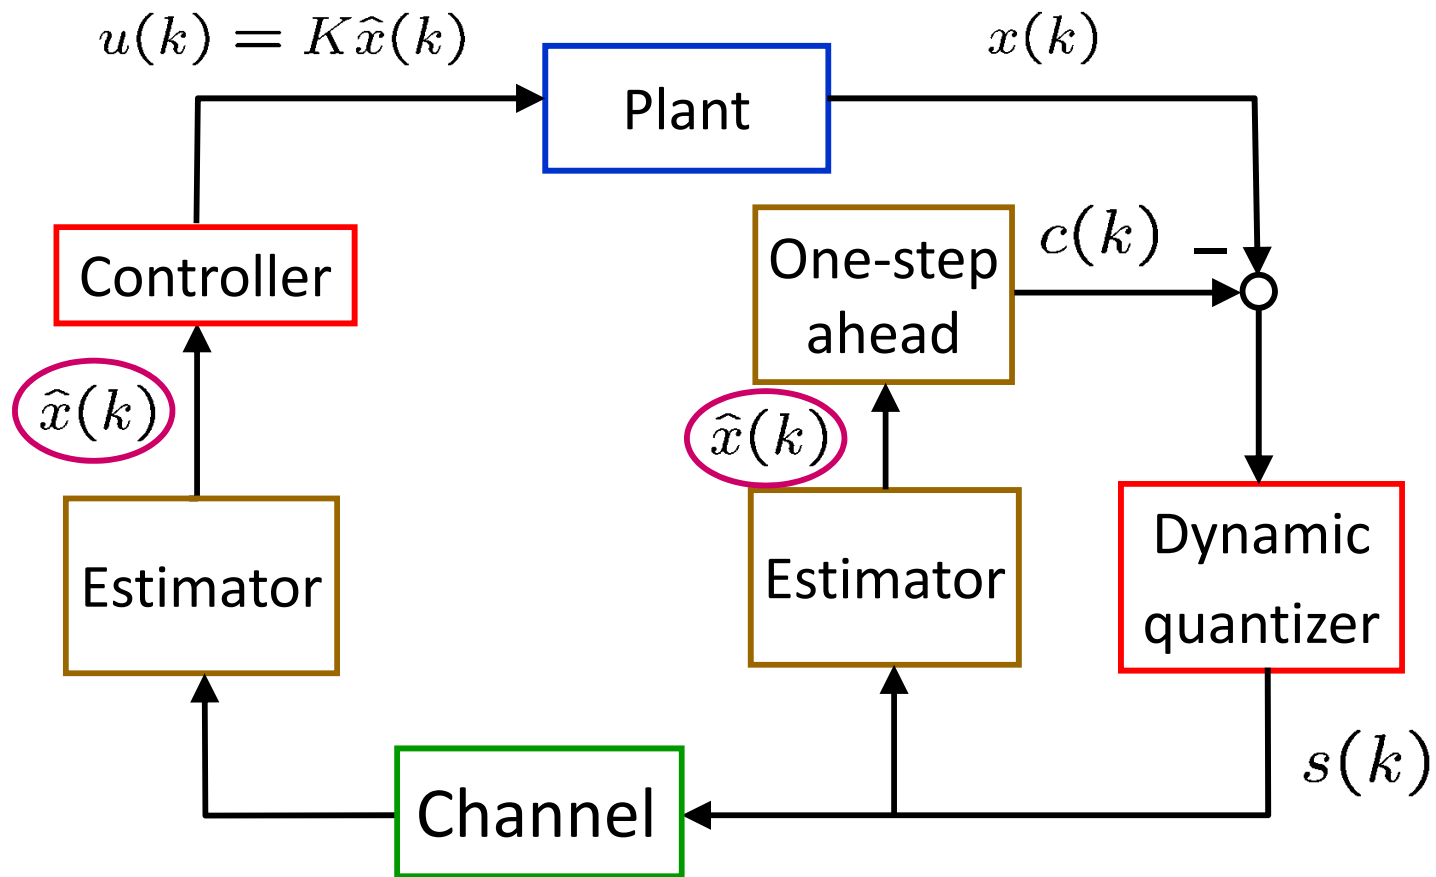 u(k) = Kx̂(k)
x(k)
Plant
c(k) –
One-step
ahead
Controller
x̂(k)
x̂(k)
Dynamic
quantizer
Estimator
Estimator
s(k)
Channel